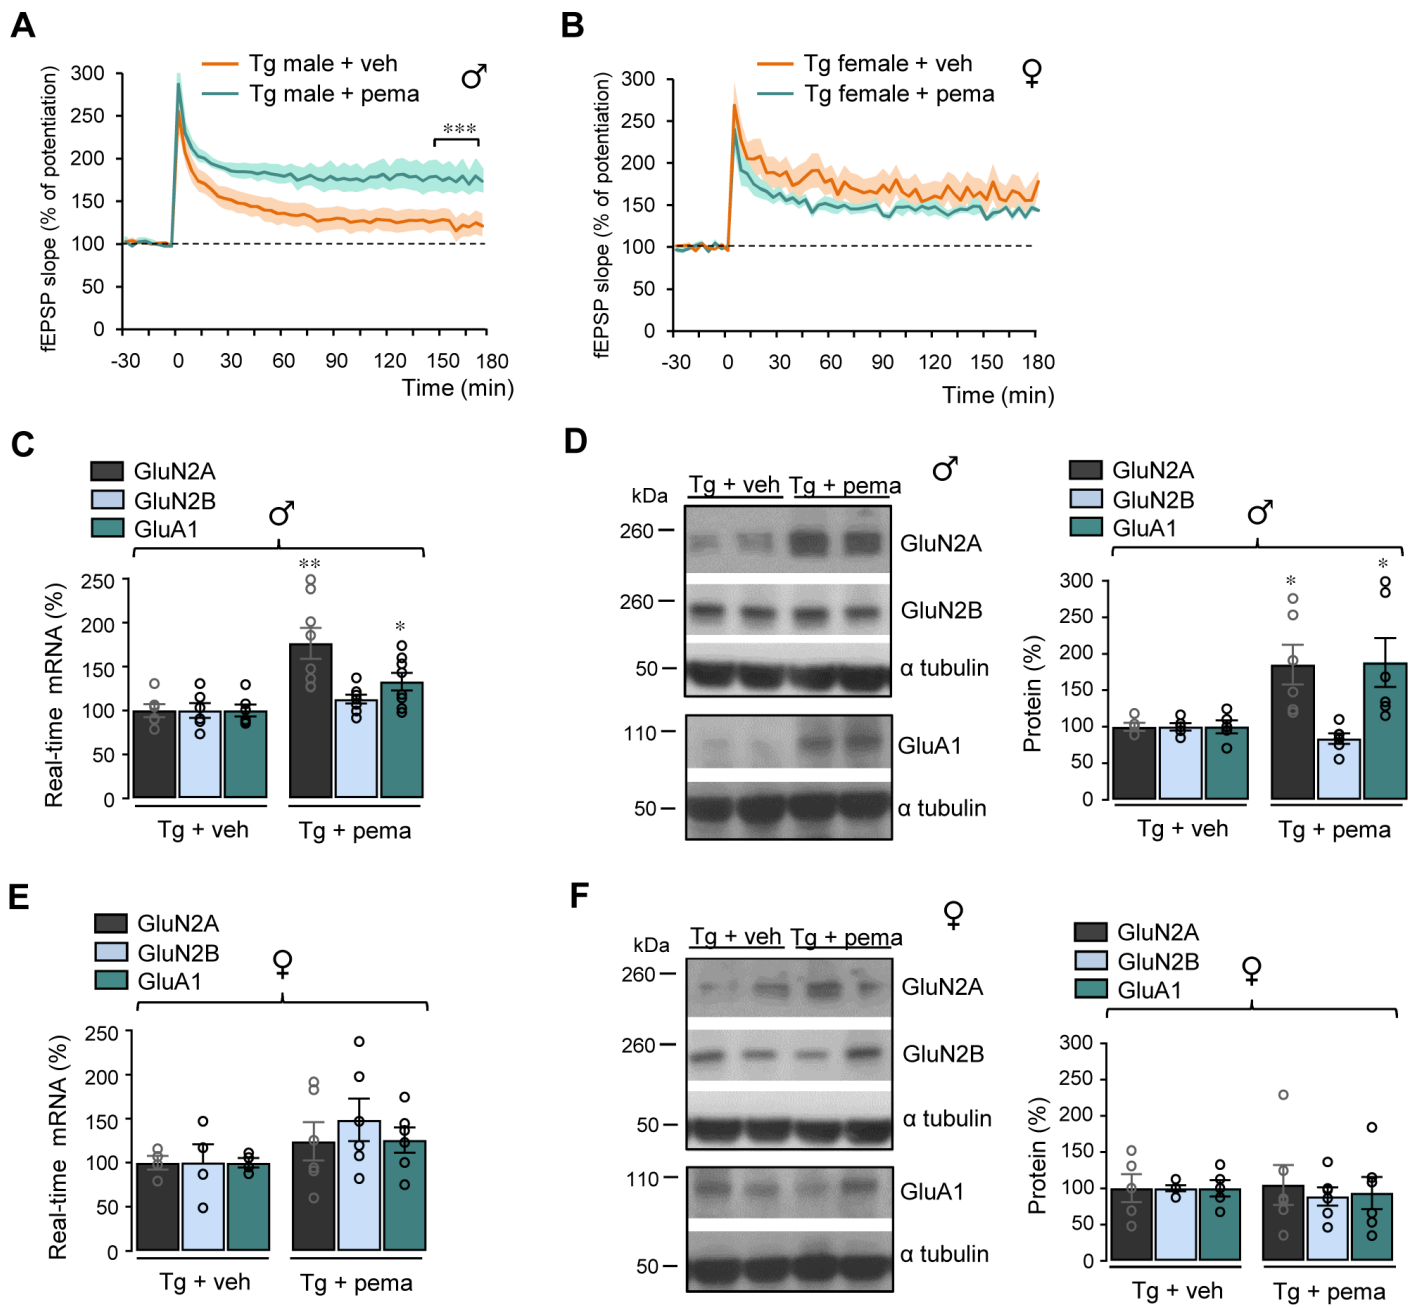 A
Tg male + veh
Tg male + pema
♂
***
fEPSP slope (% of potentiation)
300
250
200
150
100
50
0
-30 0 30 60 90 120 150 180
Time (min)
B
Tg female + veh
Tg female + pema
♀
fEPSP slope (% of potentiation)
300
250
200
150
100
50
0
-30 0 30 60 90 120 150 180
Time (min)
C
GluN2A
GluN2B
GluA1
♂
Real-time mRNA (%)
250
200
150
100
50
0
**
*
Tg + veh Tg + pema
D
♂
kDa
Tg + veh Tg + pema
260
GluN2A
260
GluN2B
50
α tubulin
110
GluA1
50
α tubulin
GluN2A
GluN2B
GluA1
♂
Protein (%)
300
250
200
150
100
50
0
*
*
Tg + veh Tg + pema
E
GluN2A
GluN2B
GluA1
♀
Real-time mRNA (%)
250
200
150
100
50
0
Tg + veh Tg + pema
F
♀
kDa
Tg + veh Tg + pema
260
GluN2A
260
GluN2B
50
α tubulin
110
GluA1
50
α tubulin
GluN2A
GluN2B
GluA1
♀
Protein (%)
300
250
200
150
100
50
0
Tg + veh Tg + pema